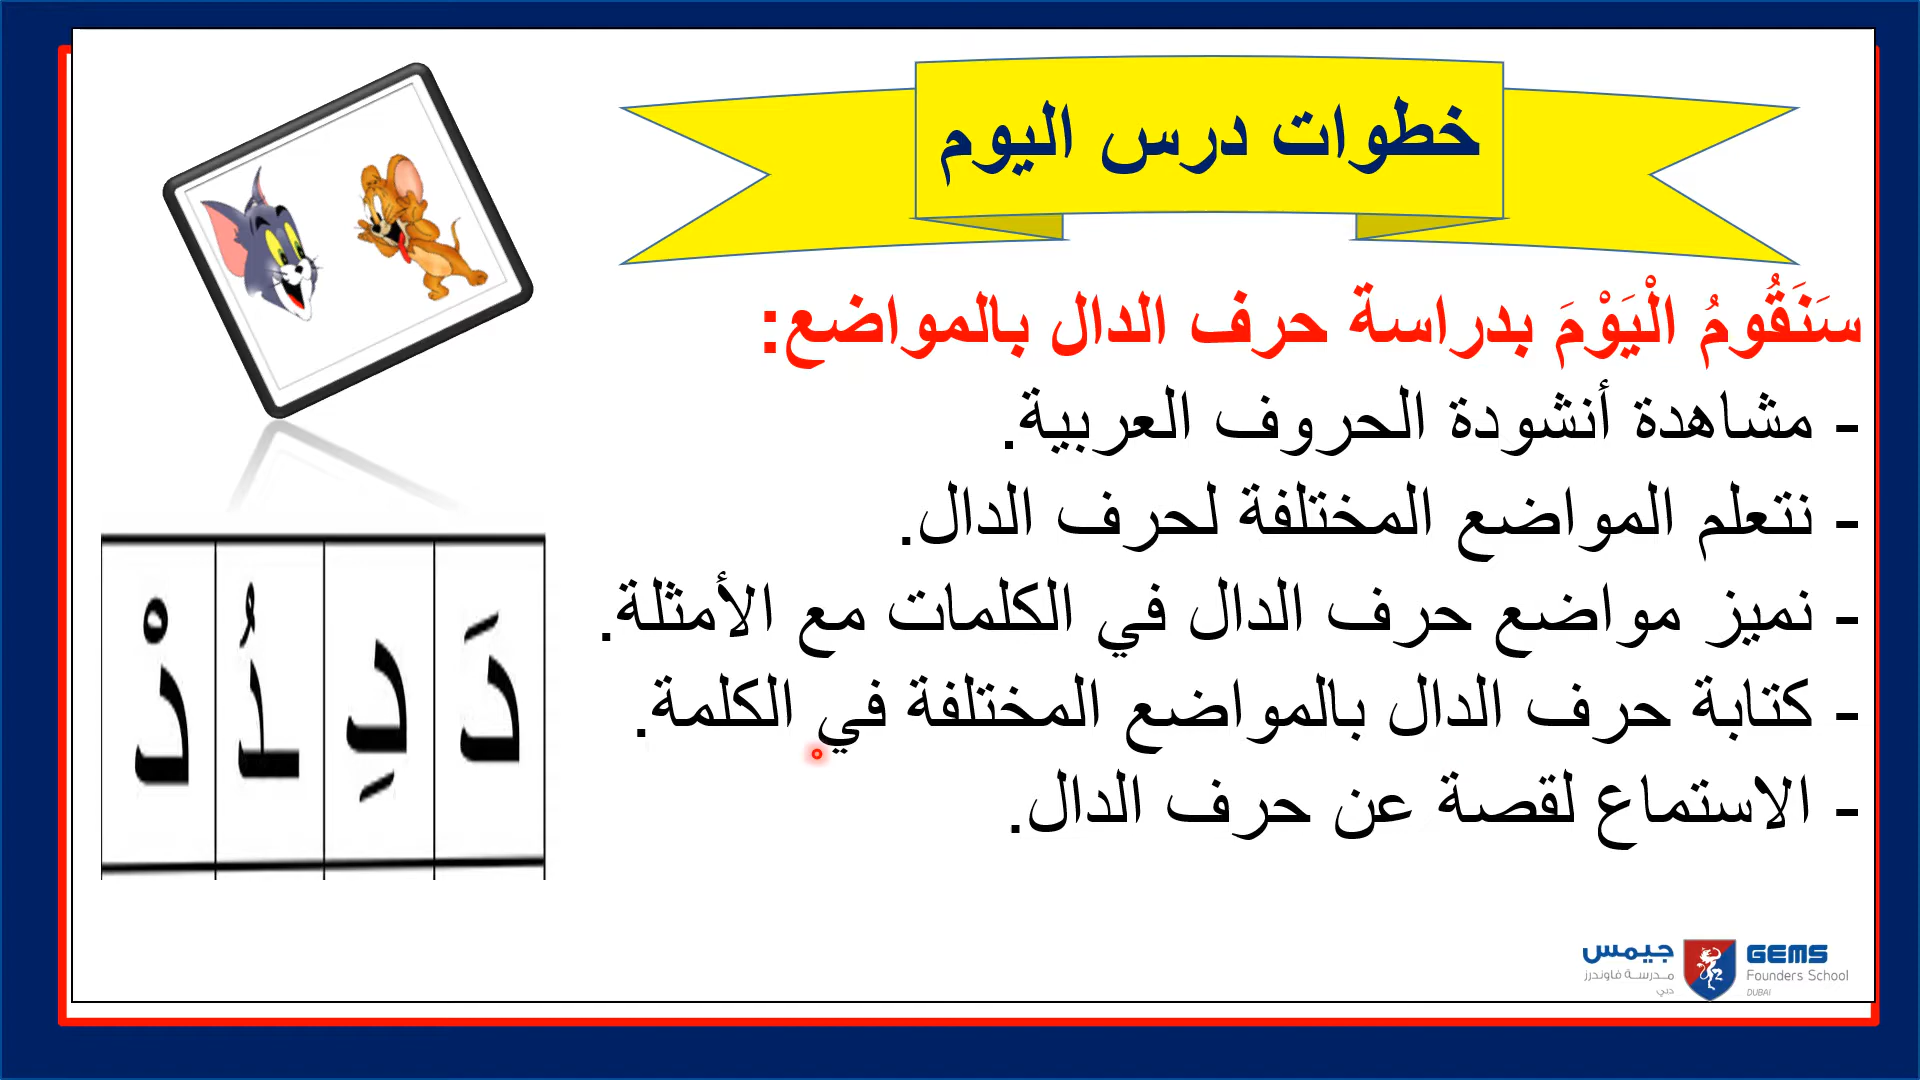 خطوات درس اليوم
سَنَقُومُ الْيَوْمَ بدراسة حرف الدال بالمواضع:
- مشاهدة أنشودة الحروف العربية.
- نتعلم المواضع المختلفة لحرف الدال.
- نميز مواضع حرف الدال في الكلمات مع الأمثلة.
- كتابة حرف الدال بالمواضع المختلفة في الكلمة.
- الاستماع لقصة عن حرف الدال.
دَ دِ ـدُ دْ
جيمس GEMS
مدرسة فاوندرز Founders School
دبي DUBAI